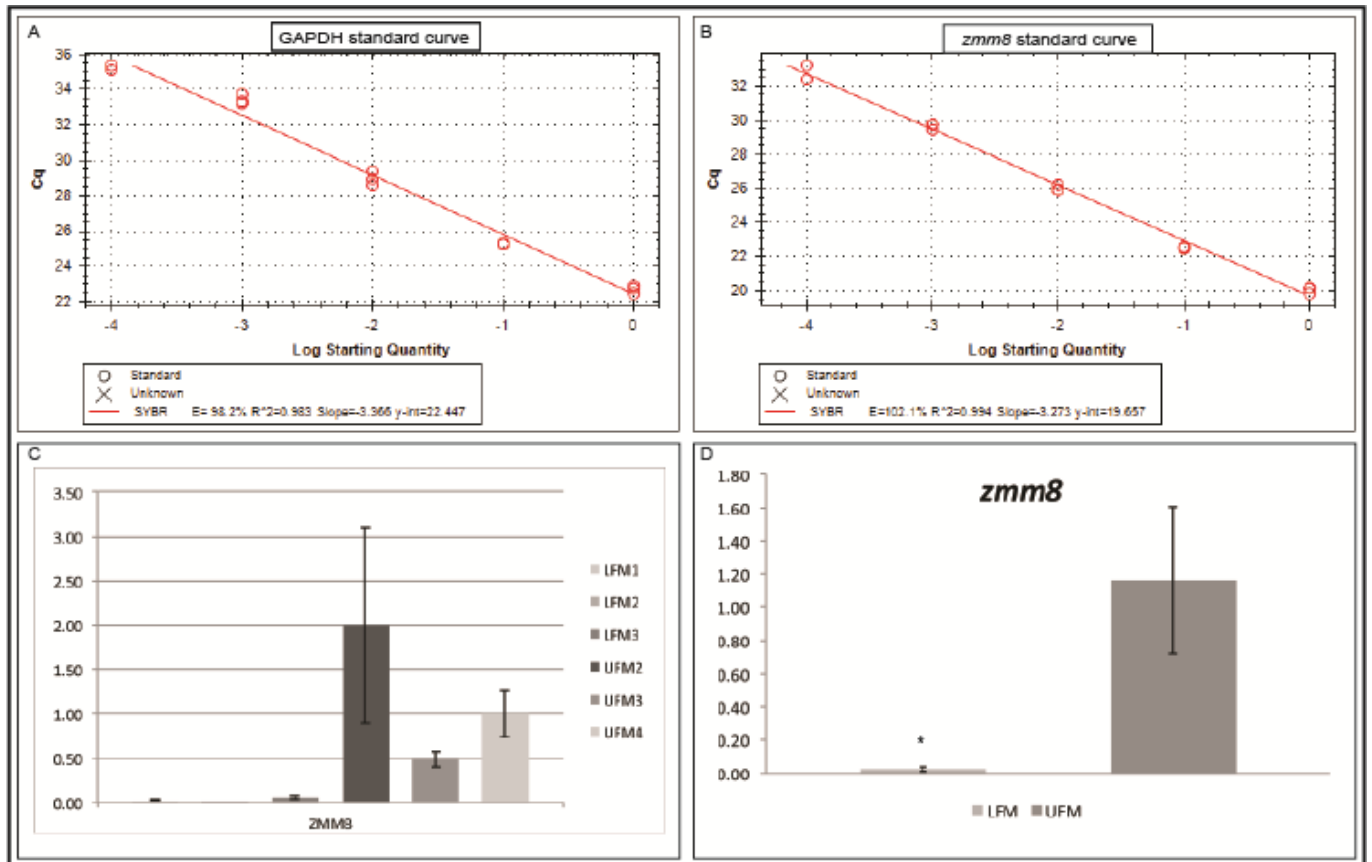 A
GAPDH standard curve
36
34
32
30
28
26
24
22
Cq
-4 -3 -2 -1 0
Log Starting Quantity
Standard
Unknown
SYBR E= 98.2% R^2=0.983 Slope=-3.366 y-int=22.447
B
zmm8 standard curve
32
30
28
26
24
22
20
Cq
-4 -3 -2 -1 0
Log Starting Quantity
Standard
Unknown
SYBR E=102.1% R^2=0.994 Slope=-3.273 y-int=19.657
C
3.50
3.00
2.50
2.00
1.50
1.00
0.50
0.00
ZMM8
LFM1
LFM2
LFM3
UFM2
UFM3
UFM4
D
zmm8
1.80
1.60
1.40
1.20
1.00
0.80
0.60
0.40
0.20
0.00
*
LFM UFM